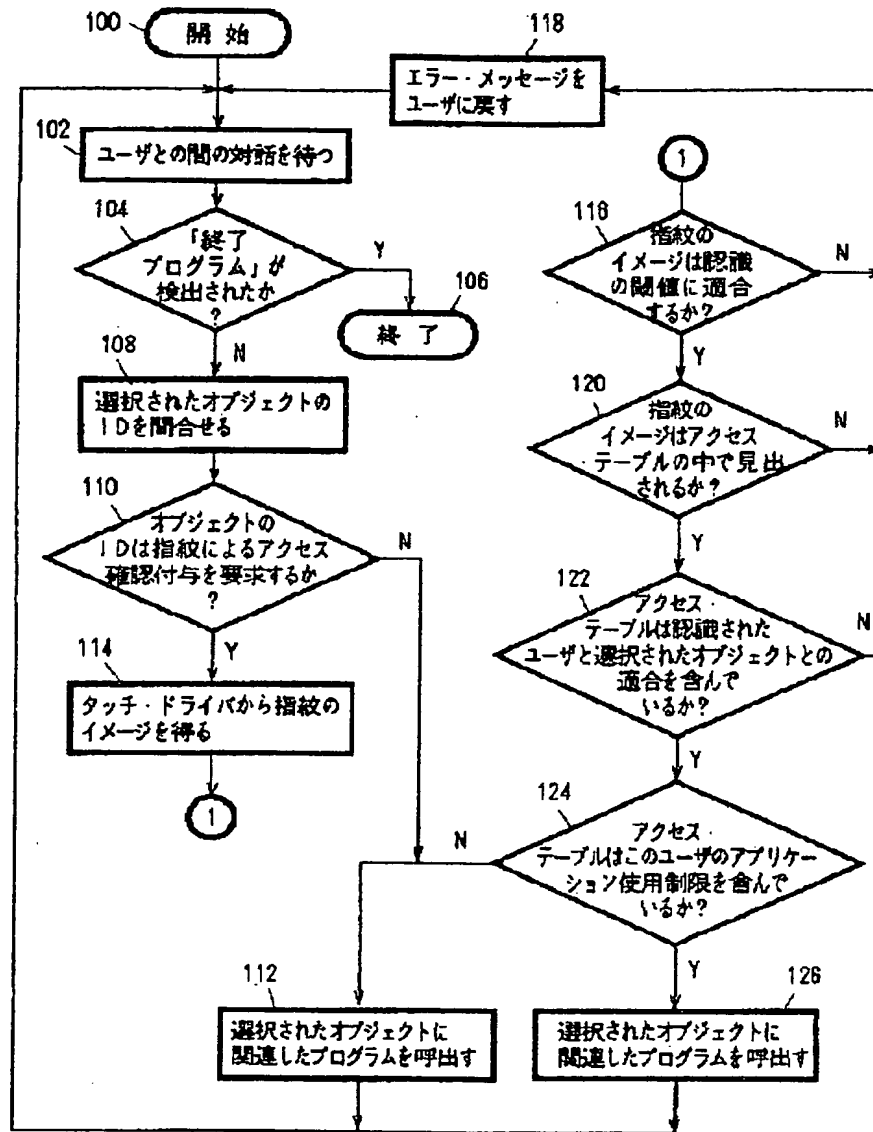 100
開始
118
エラー・メッセージを
ユーザに戻す
102
ユーザとの間の対話を待つ
104
「終了
プログラム」が
検出されたか
?
Y
106
終了
N
108
選択されたオブジェクトの
IDを問合せる
110
オブジェクトの
IDは指紋によるアクセス
確認付与を要求するか
?
N
Y
114
タッチ・ドライバから指紋の
イメージを得る
1
1
116
指紋の
イメージは認識
の閾値に適合
するか?
N
Y
120
指紋の
イメージはアクセス
テーブルの中で見出
されるか?
N
Y
122
アクセス・
テーブルは認識された
ユーザと選択されたオブジェクトとの
適合を含んで
いるか?
N
Y
124
アクセス・
テーブルはこのユーザのアプリケー
ション使用制限を含んで
いるか?
N
Y
112
選択されたオブジェクトに
関連したプログラムを呼出す
126
選択されたオブジェクトに
関連したプログラムを呼出す